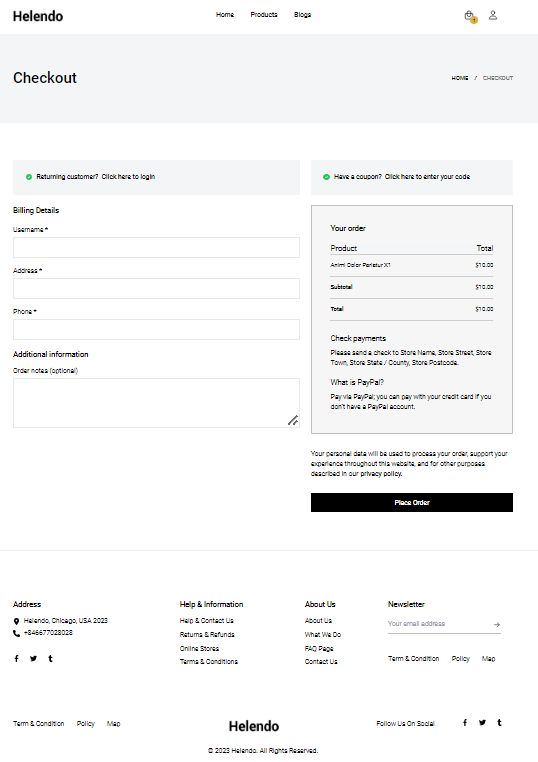 Helendo
Home Products Blogs
1
Checkout
HOME / CHECKOUT
Returning customer? Click here to login
Have a coupon? Click here to enter your code
Billing Details
Username *
Address *
Phone *
Additional information
Order notes (optional)
Your order
Product Total
Animi Dolor Pariatur X1 $10.00
Subtotal $10.00
Total $10.00
Check payments
Please send a check to Store Name, Store Street, Store
Town, Store State / County, Store Postcode.
What is PayPal?
Pay via PayPal; you can pay with your credit card if you
don't have a PayPal account.
Your personal data will be used to process your order, support your
experience throughout this website, and for other purposes
described in our privacy policy.
Place Order
Address
Helendo, Chicago, USA 2023
+846677028028
Help & Information
Help & Contact Us
Returns & Refunds
Online Stores
Terms & Conditions
About Us
About Us
What We Do
FAQ Page
Contact Us
Newsletter
Your email address
Term & Condition Policy Map
Term & Condition Policy Map
Helendo
Follow Us On Social
© 2023 Helendo. All Rights Reserved.